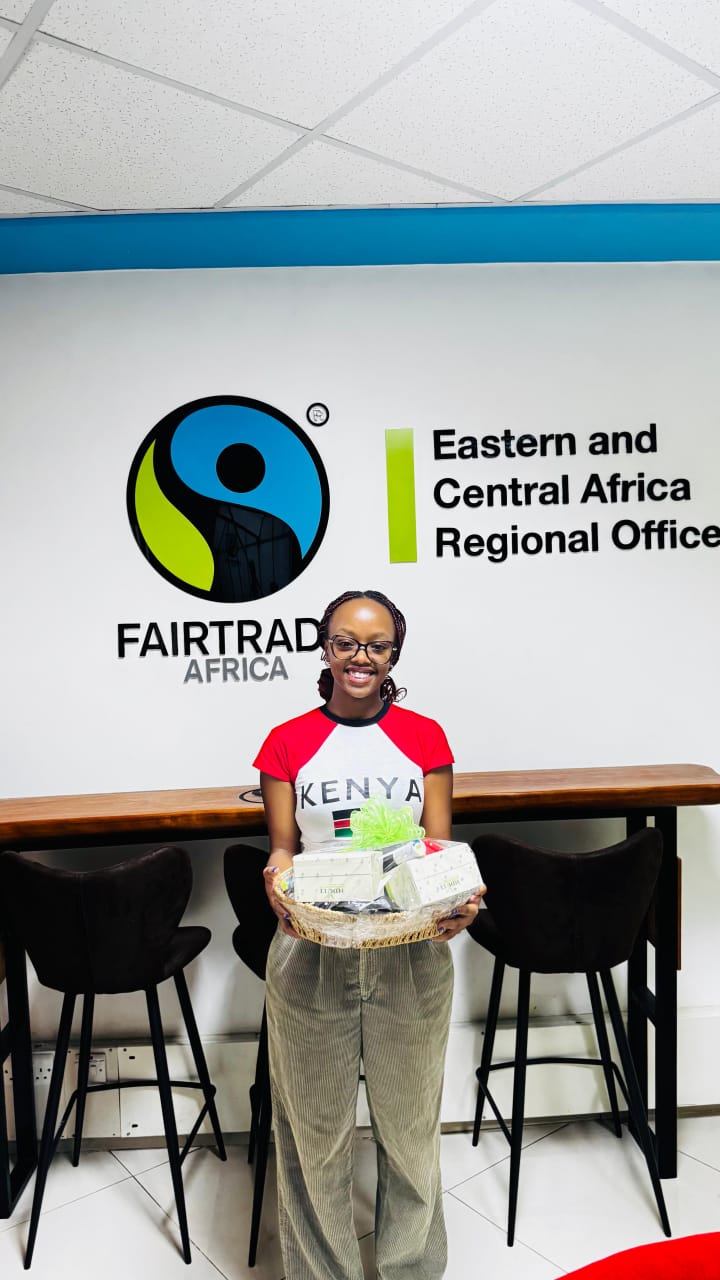 ®
Eastern and
Central Africa
Regional Office
FAIRTRAD
AFRICA
KENYA